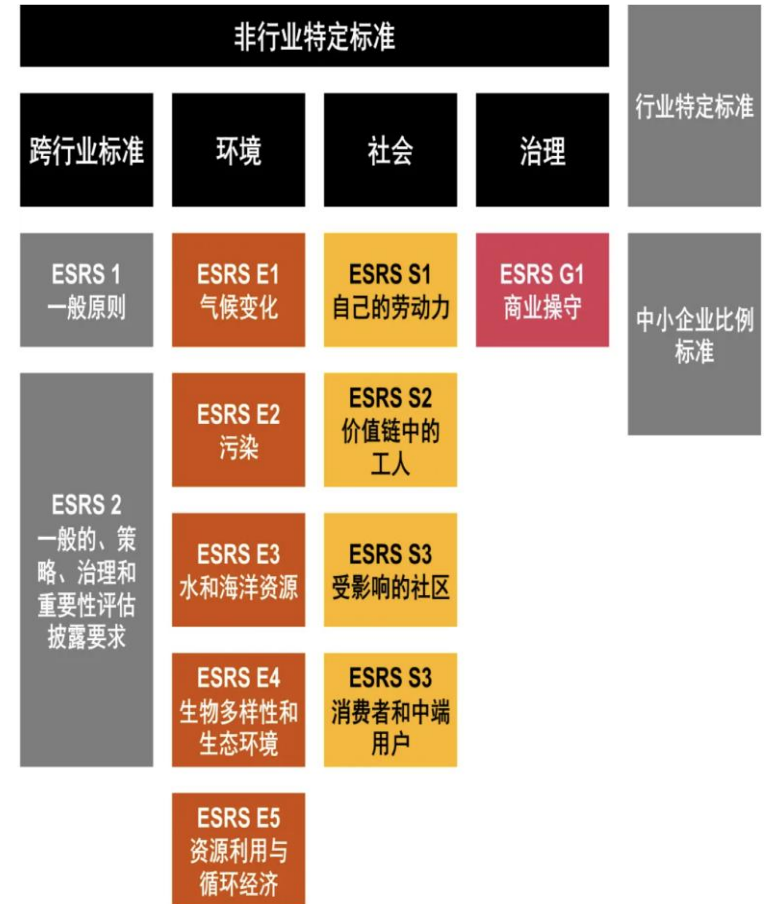 非行业特定标准
行业特定标准
跨行业标准
环境
社会
治理
ESRS 1
一般原则
ESRS E1
气候变化
ESRS S1
自己的劳动力
ESRS G1
商业操守
中小企业比例
标准
ESRS 2
一般的、策
略、治理和
重要性评估
披露要求
ESRS E2
污染
ESRS S2
价值链中的
工人
ESRS E3
水和海洋资源
ESRS S3
受影响的社区
ESRS E4
生物多样性和
生态环境
ESRS S3
消费者和中端
用户
ESRS E5
资源利用与
循环经济